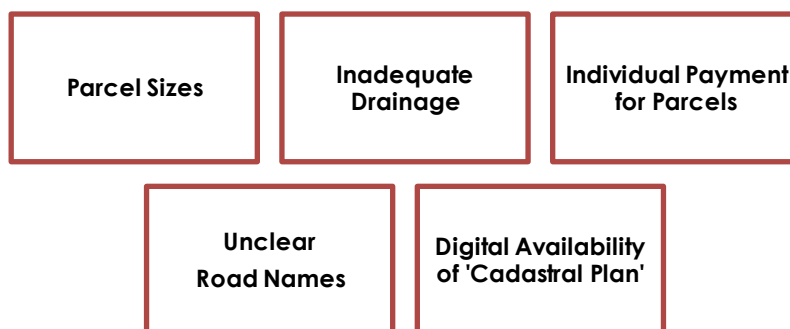 Parcel Sizes
Inadequate
Drainage
Individual Payment
for Parcels
Unclear
Road Names
Digital Availability
of 'Cadastral Plan'